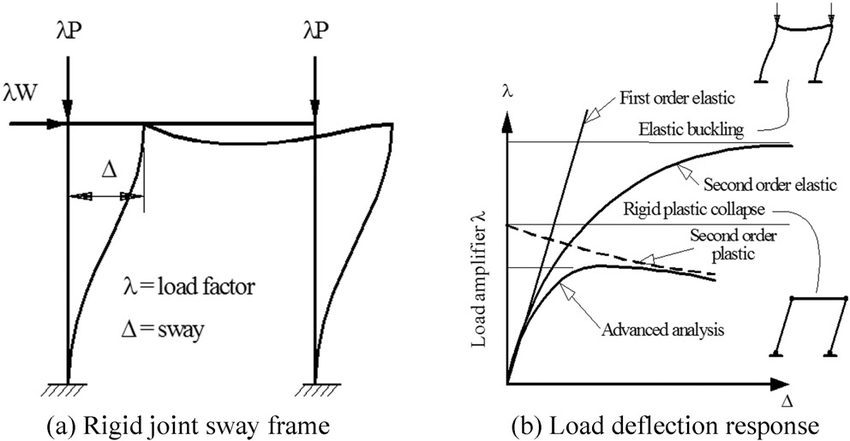 λP
λP
λW
Δ
λ = load factor
Δ = sway
(a) Rigid joint sway frame
λ
First order elastic
Elastic buckling
Second order elastic
Rigid plastic collapse
Second order
plastic
Load amplifier λ
Advanced analysis
Δ
(b) Load deflection response